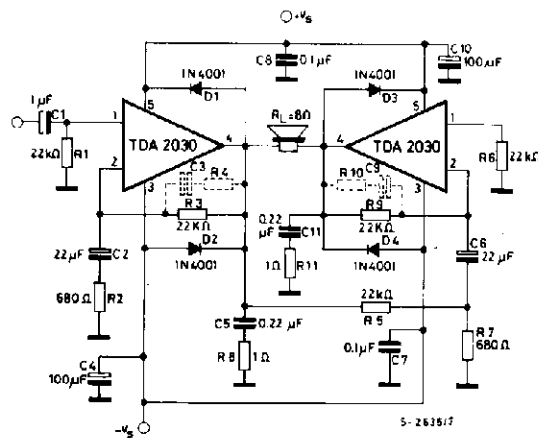 +Vs
C8 0.1µF
C10
100µF
1N4001
D1
1N4001
D3
1µF
C1
1
5
TDA 2030
4
2
3
22kΩ
R1
RL=8Ω
5
1
4
TDA 2030
2
3
R6
22kΩ
C3
R4
R3
22KΩ
R10
C9
R9
22KΩ
22µF
C2
D2
1N4001
0.22
µF
C11
1Ω
R11
D4
1N4001
C6
22µF
680Ω
R2
C5
0.22 µF
R8
1Ω
22kΩ
R5
R7
680Ω
0.1µF
C7
C4
100µF
-Vs